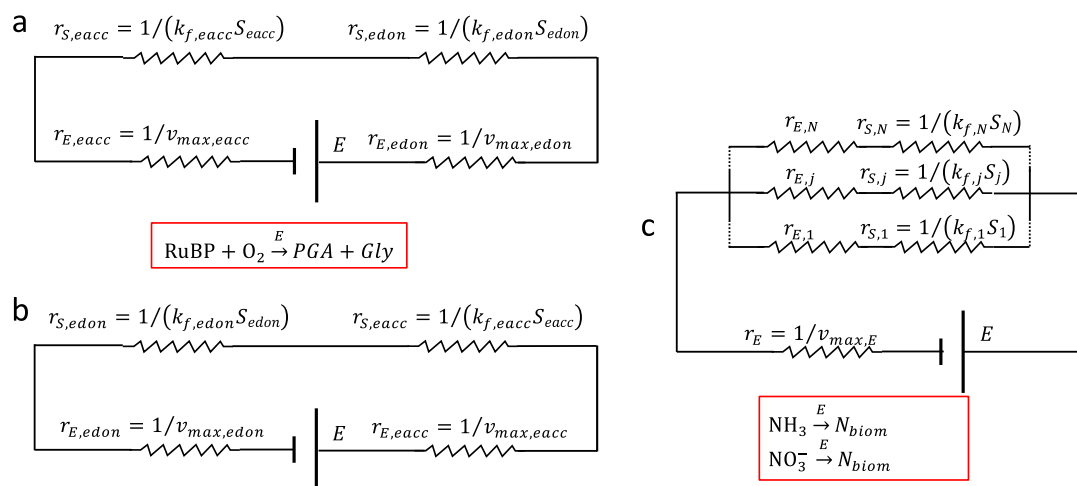 a
r_{S,eacc} = 1/(k_{f,eacc}S_{eacc}) r_{S,edon} = 1/(k_{f,edon}S_{edon})
r_{E,eacc} = 1/v_{max,eacc} E r_{E,edon} = 1/v_{max,edon}
RuBP + O₂ \xrightarrow{E} PGA + Gly
b
r_{S,edon} = 1/(k_{f,edon}S_{edon}) r_{S,eacc} = 1/(k_{f,eacc}S_{eacc})
r_{E,edon} = 1/v_{max,edon} E r_{E,eacc} = 1/v_{max,eacc}
c
r_{E,N} r_{S,N} = 1/(k_{f,N}S_N)
r_{E,j} r_{S,j} = 1/(k_{f,j}S_j)
r_{E,1} r_{S,1} = 1/(k_{f,1}S_1)
r_E = 1/v_{max,E} E
NH₃ \xrightarrow{E} N_{biom}
NO₃⁻ \xrightarrow{E} N_{biom}